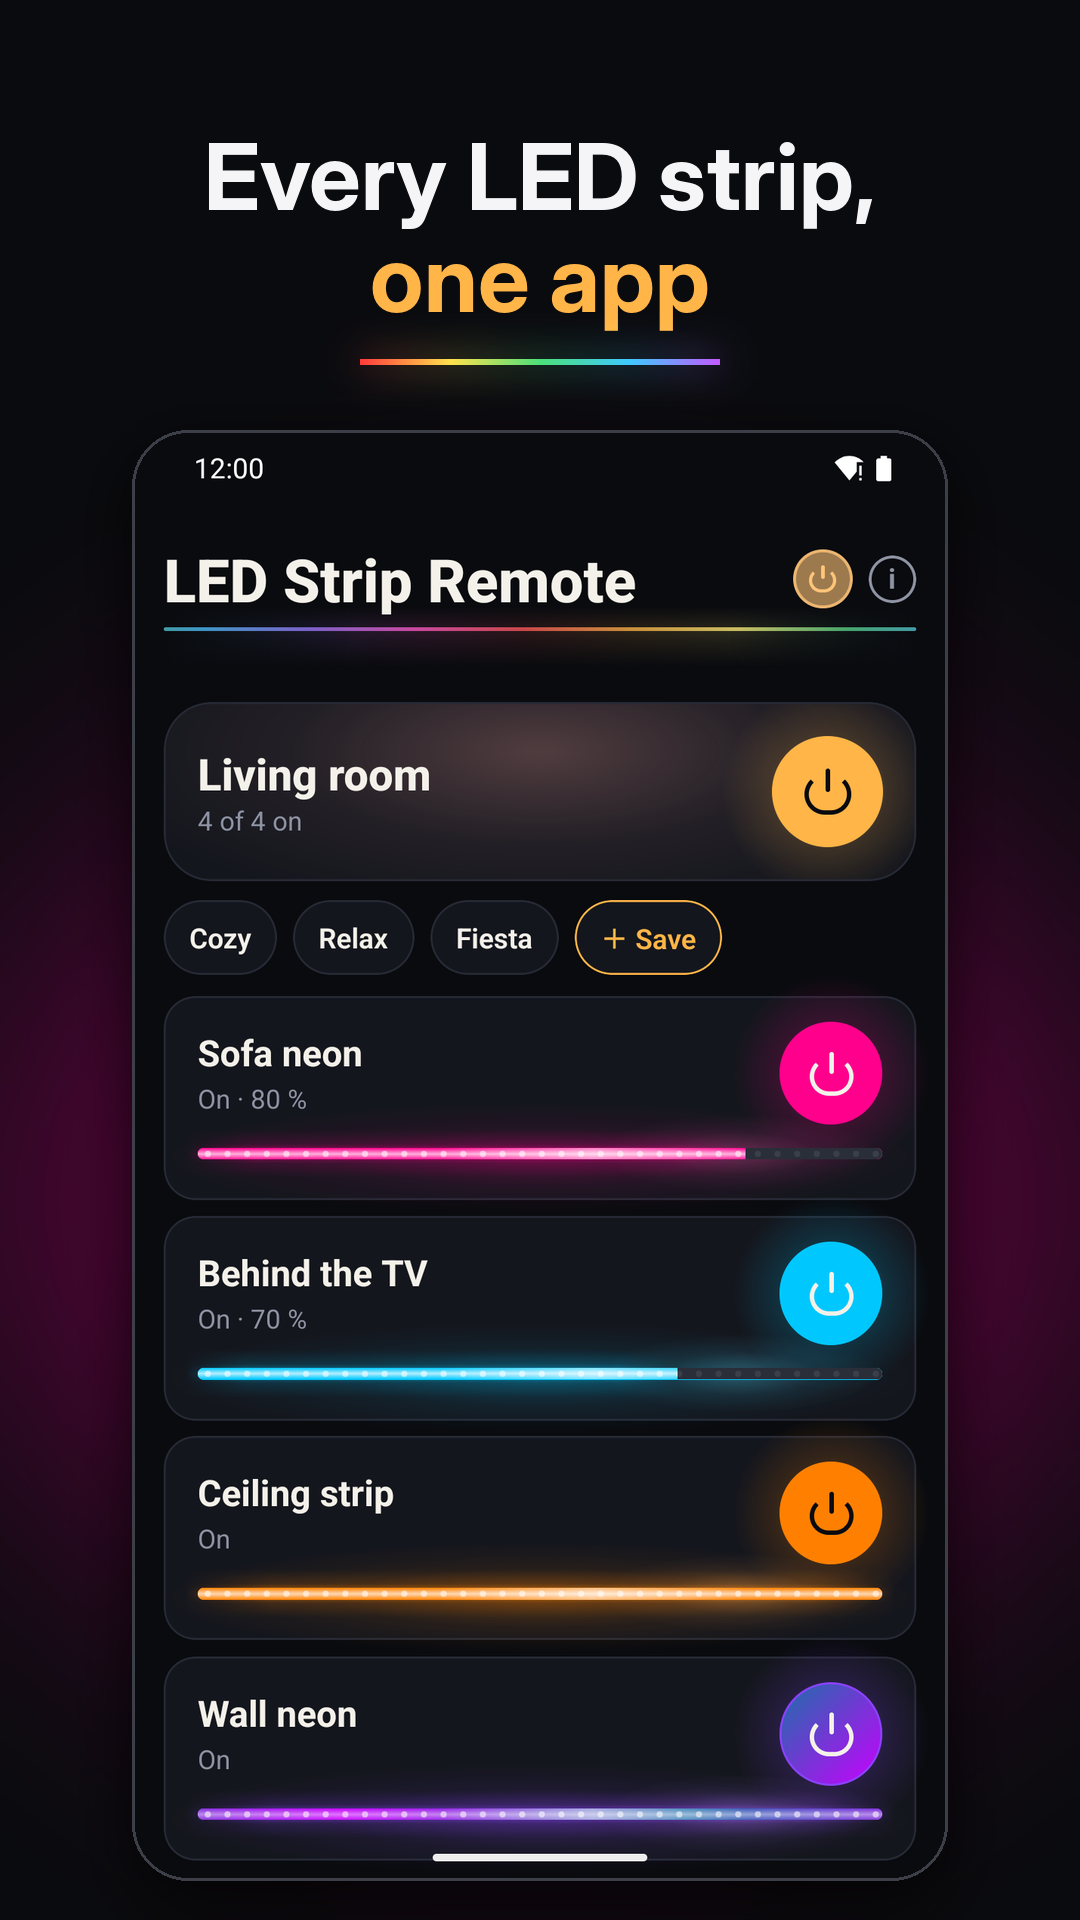 Every LED strip,
one app
12:00
LED Strip Remote
Living room
4 of 4 on
Cozy
Relax
Fiesta
+ Save
Sofa neon
On · 80 %
Behind the TV
On · 70 %
Ceiling strip
On
Wall neon
On